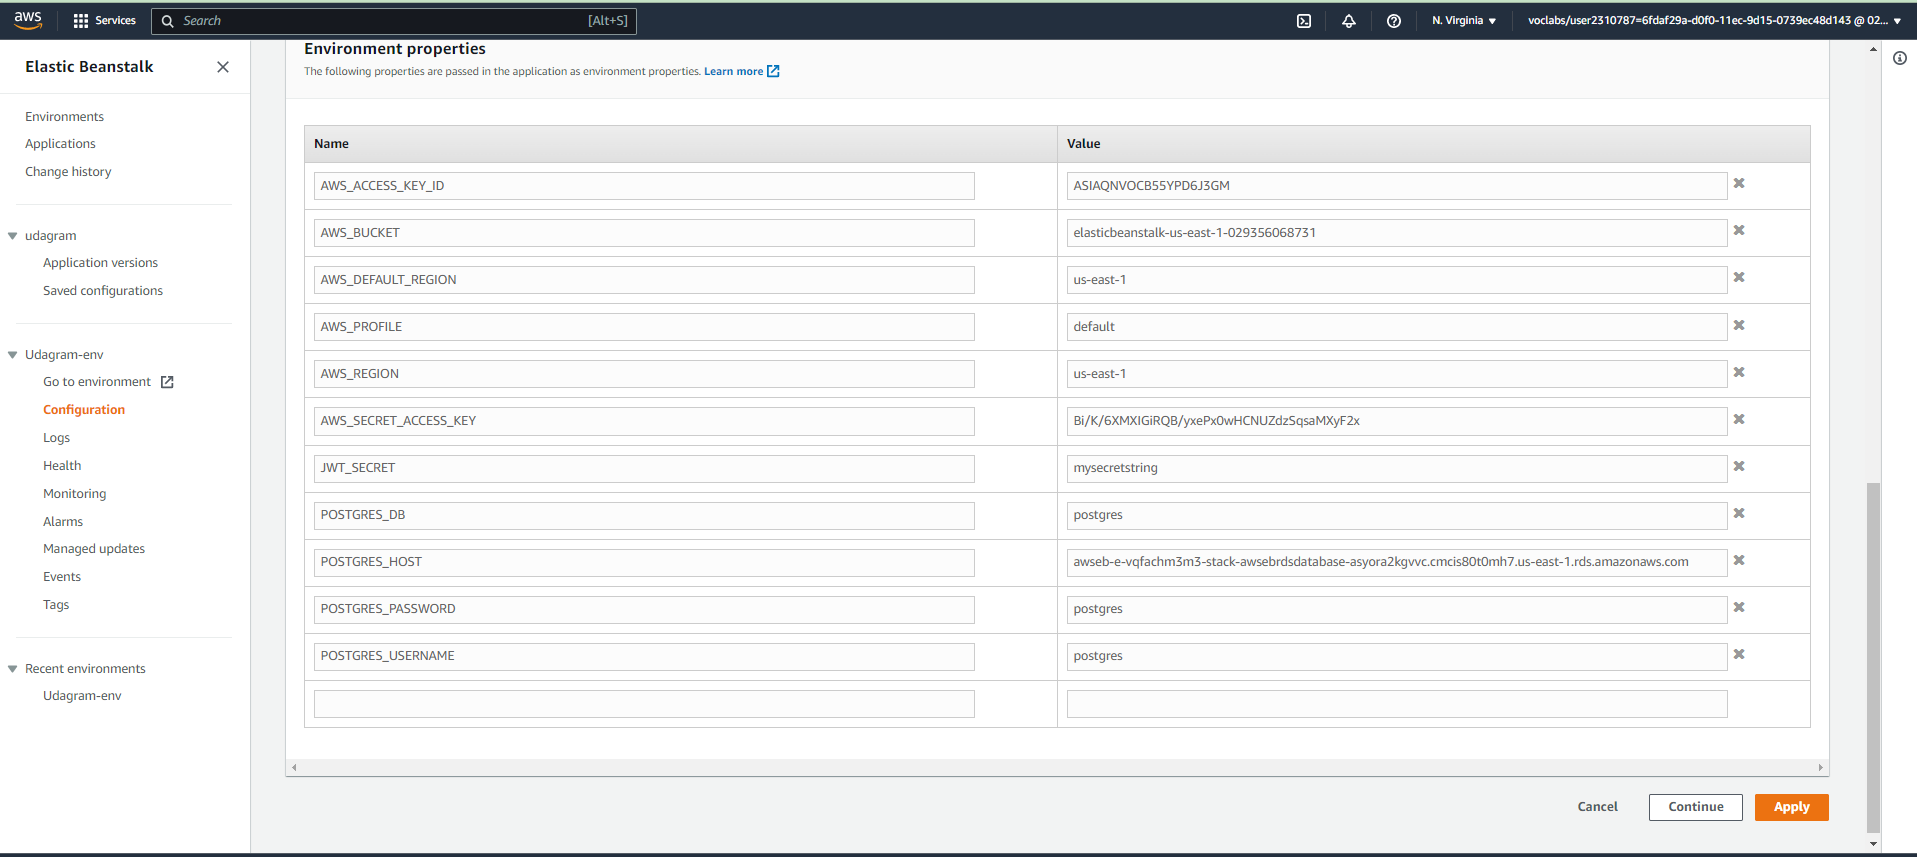 aws
Services
Search
[Alt+S]
N. Virginia
voclabs/user2310787=6fdaf29a-d0f0-11ec-9d15-0739ec48d143 @ 02...
Elastic Beanstalk
Environments
Applications
Change history
udagram
Application versions
Saved configurations
Udagram-env
Go to environment
Configuration
Logs
Health
Monitoring
Alarms
Managed updates
Events
Tags
Recent environments
Udagram-env
Environment properties
The following properties are passed in the application as environment properties. Learn more
Name Value
AWS_ACCESS_KEY_ID ASIAQNVOCB55YPD6J3GM
AWS_BUCKET elasticbeanstalk-us-east-1-029356068731
AWS_DEFAULT_REGION us-east-1
AWS_PROFILE default
AWS_REGION us-east-1
AWS_SECRET_ACCESS_KEY Bi/K/6XMXIGiRQB/yxePx0wHCNUZdzSqsaMXyF2x
JWT_SECRET mysecretstring
POSTGRES_DB postgres
POSTGRES_HOST awseb-e-vqfachm3m3-stack-awsebrdsdatabase-asyora2kgvvc.cmcis80t0mh7.us-east-1.rds.amazonaws.com
POSTGRES_PASSWORD postgres
POSTGRES_USERNAME postgres
Cancel
Continue
Apply